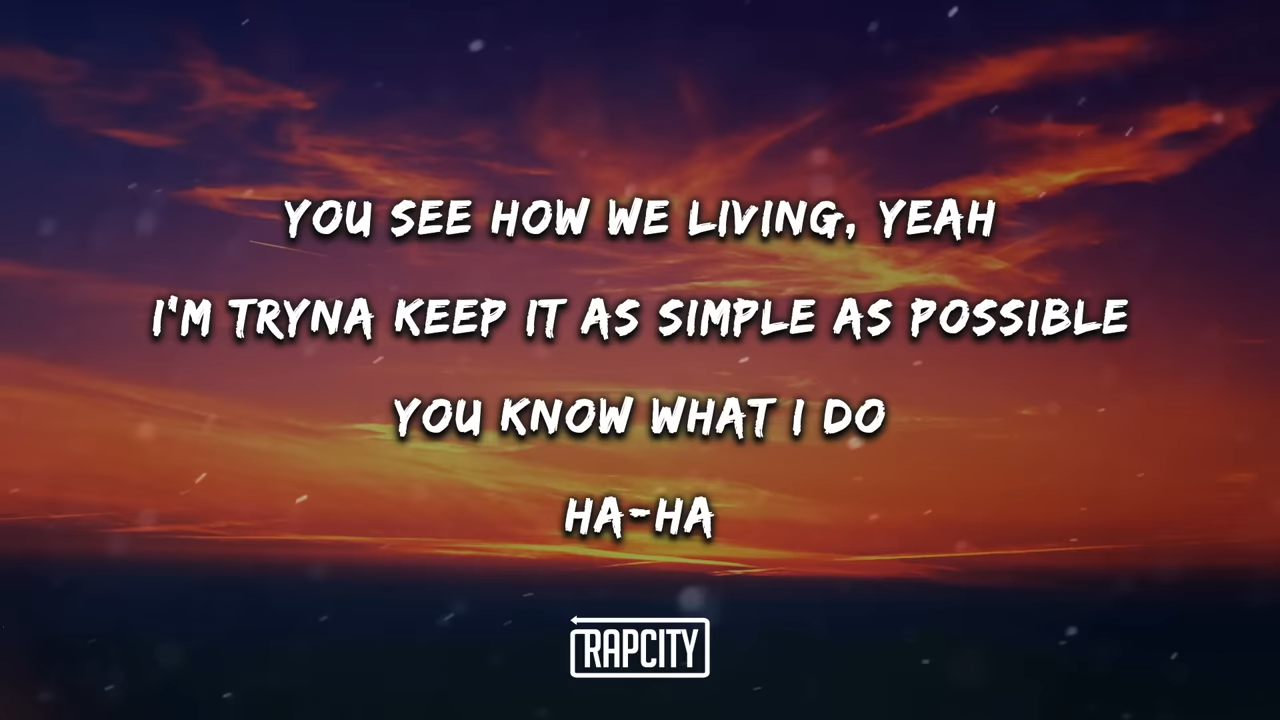 YOU SEE HOW WE LIVING, YEAH
I'M TRYNA KEEP IT AS SIMPLE AS POSSIBLE
YOU KNOW WHAT I DO
HA-HA
RAPCITY